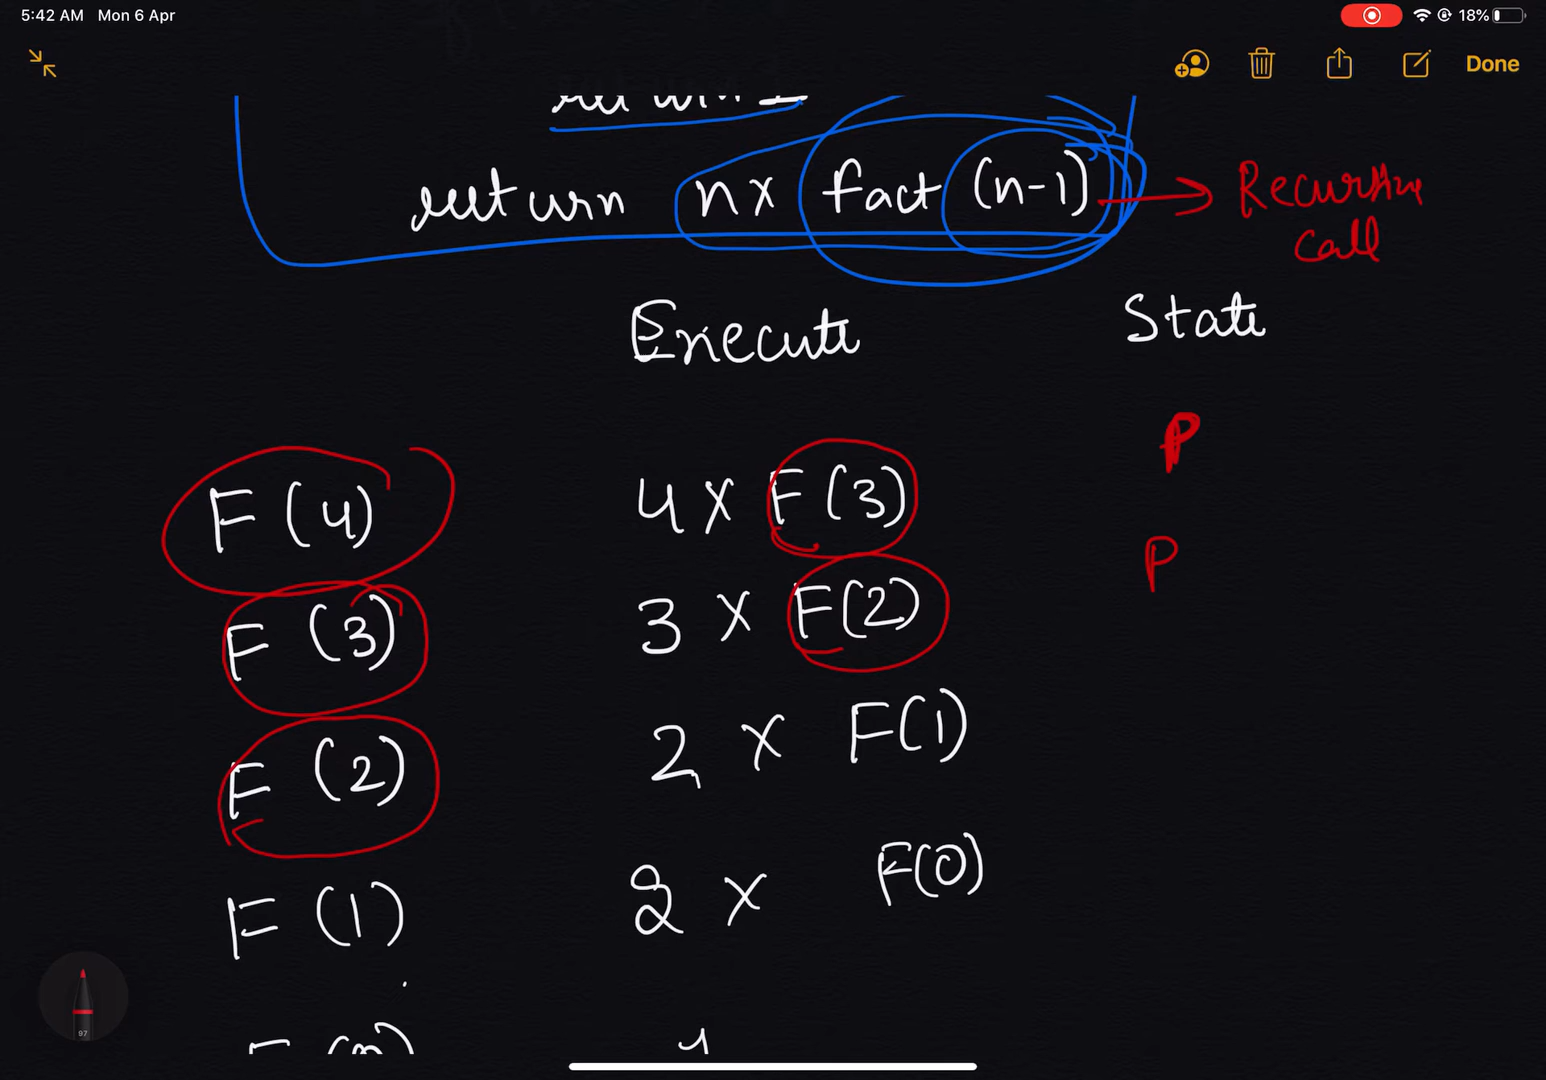 5:42 AM Mon 6 Apr 18%
Done
return n x fact (n-1) → Recursive
call
Execute State
P
F (4) 4 x F (3)
P
F (3) 3 x F(2)
F (2) 2 x F(1)
F (1) 2 x F(0)
97